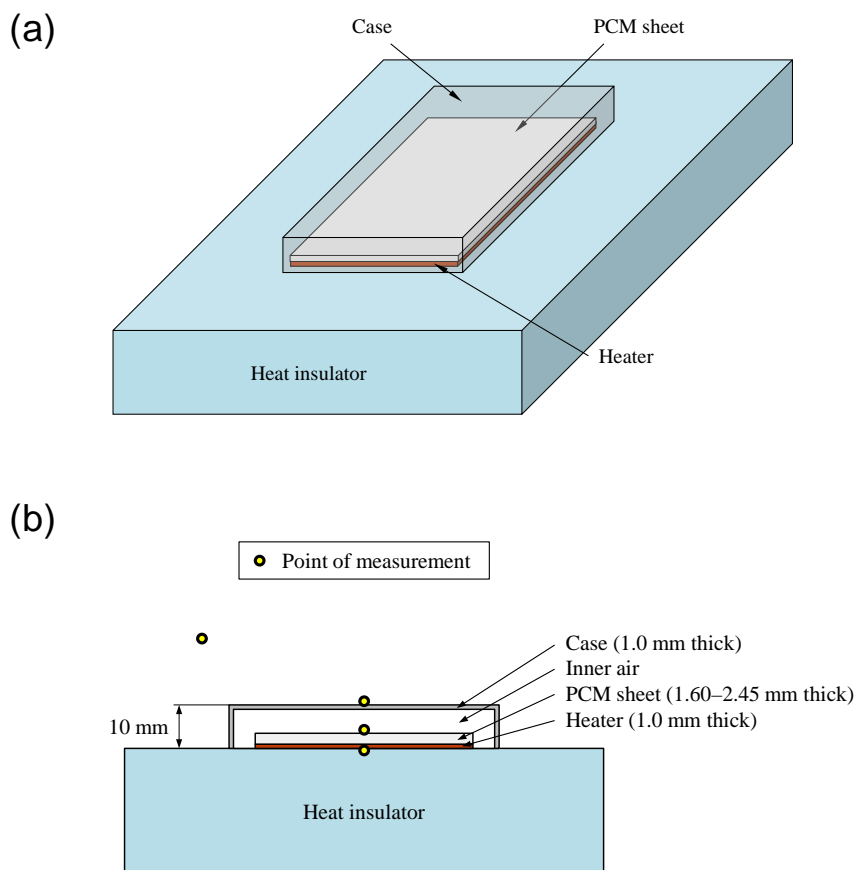 (a)
Case
PCM sheet
Heater
Heat insulator
(b)
Point of measurement
Case (1.0 mm thick)
Inner air
PCM sheet (1.60–2.45 mm thick)
Heater (1.0 mm thick)
10 mm
Heat insulator